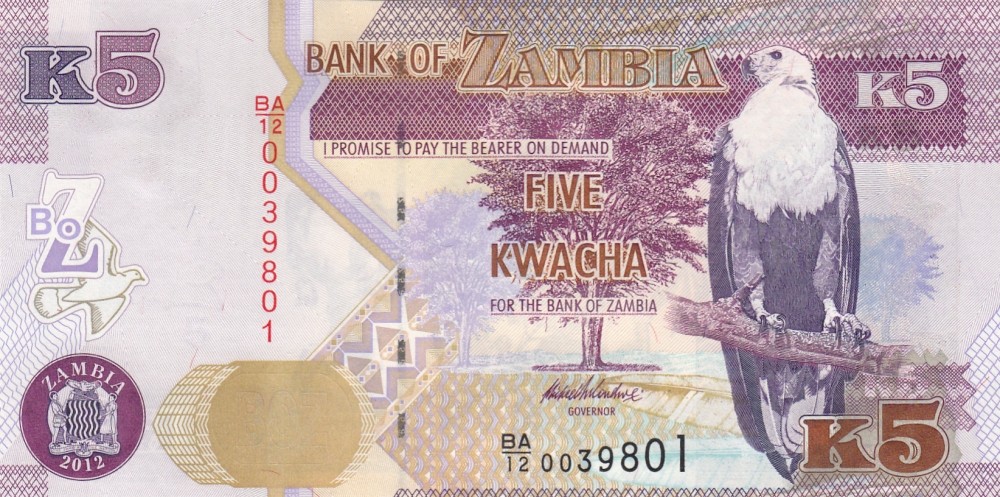 K5
BANK OF ZAMBIA
K5
BA/12 0039801
I PROMISE TO PAY THE BEARER ON DEMAND
FIVE
KWACHA
FOR THE BANK OF ZAMBIA
BoZ
ZAMBIA
2012
GOVERNOR
BA/12 0039801
K5